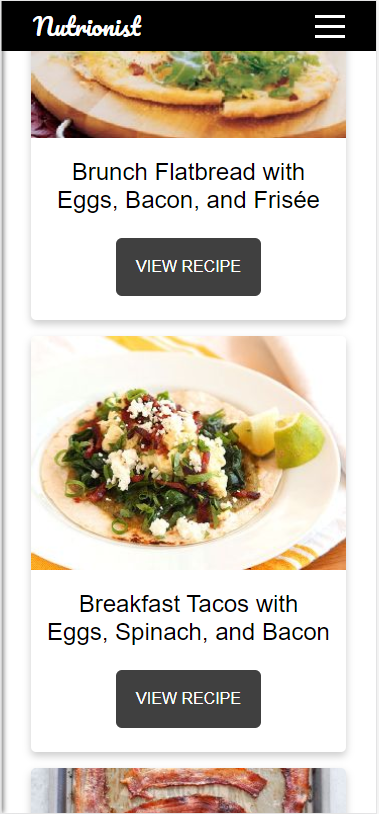 Nutrionist
Brunch Flatbread with
Eggs, Bacon, and Frisée
VIEW RECIPE
Breakfast Tacos with
Eggs, Spinach, and Bacon
VIEW RECIPE